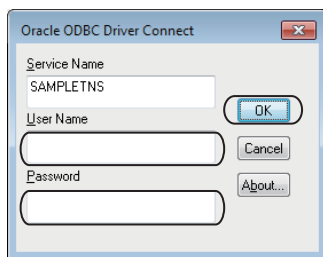 Oracle ODBC Driver Connect
Service Name
SAMPLETNS
OK
User Name
Cancel
Password
About...